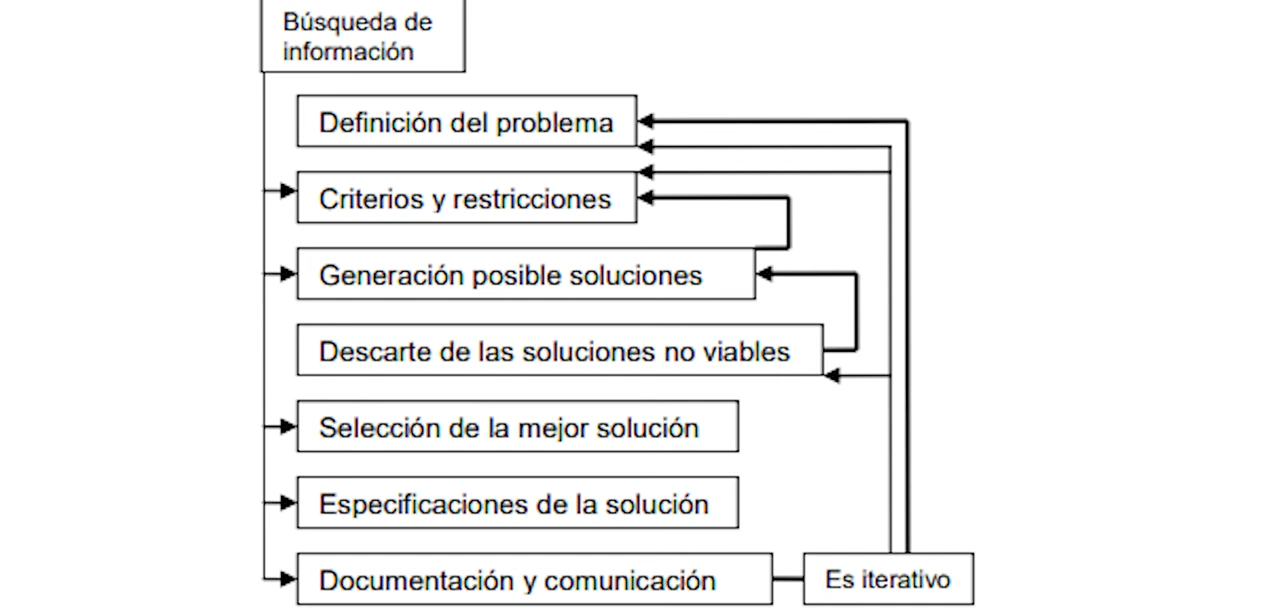 Búsqueda de
información
Definición del problema
Criterios y restricciones
Generación posible soluciones
Descarte de las soluciones no viables
Selección de la mejor solución
Especificaciones de la solución
Documentación y comunicación
Es iterativo